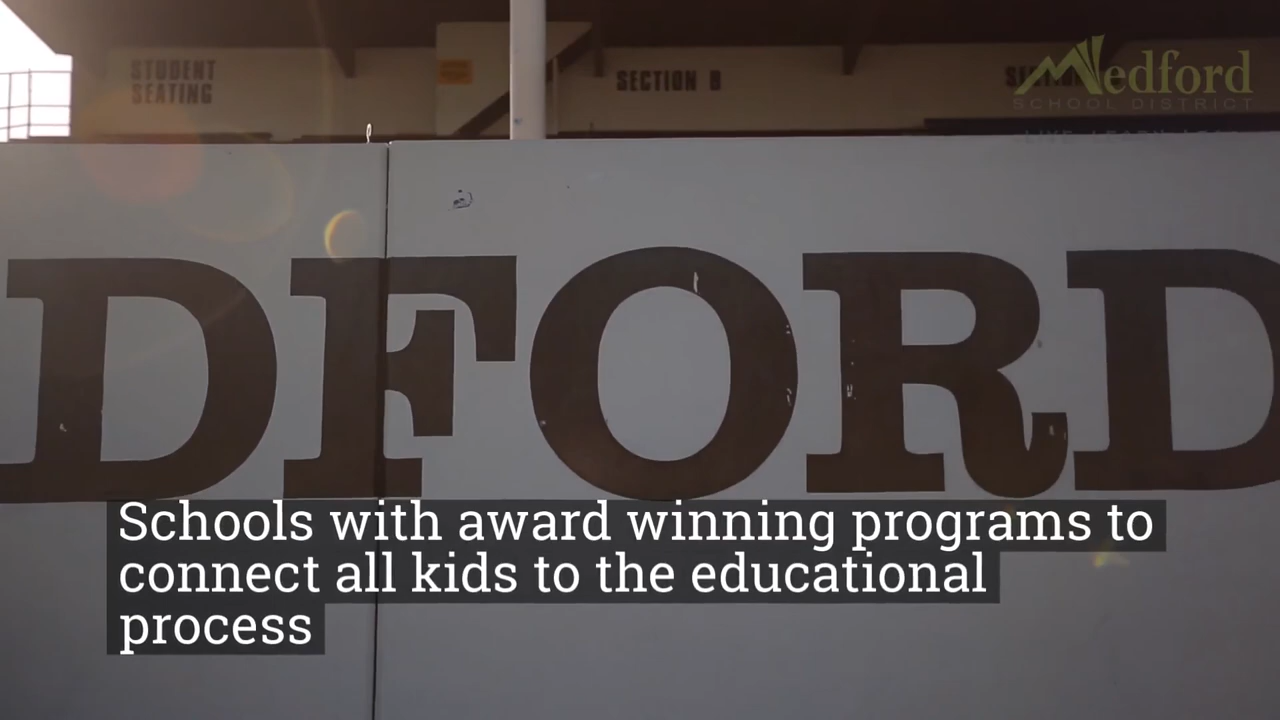 STUDENT
SEATING
SECTION B
Medford
SCHOOL DISTRICT
DFORD
Schools with award winning programs to
connect all kids to the educational
process